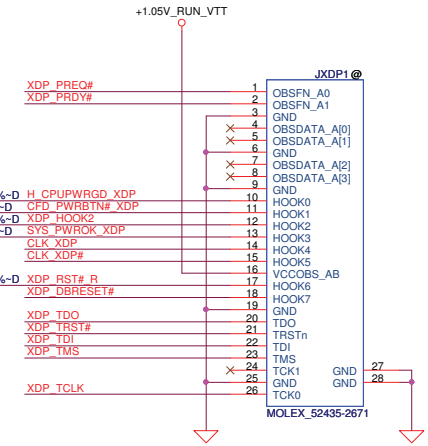 +1.05V_RUN_VTT
JXDP1 @
XDP_PREQ# 1 OBSFN_A0
XDP_PRDY# 2 OBSFN_A1
3 GND
4 OBSDATA_A[0]
5 OBSDATA_A[1]
6 GND
7 OBSDATA_A[2]
8 OBSDATA_A[3]
9 GND
%~D H_CPUPWRGD_XDP 10 HOOK0
~D CFD_PWRBTN#_XDP 11 HOOK1
%~D XDP_HOOK2 12 HOOK2
~D SYS_PWROK_XDP 13 HOOK3
CLK_XDP 14 HOOK4
CLK_XDP# 15 HOOK5
16 VCCOBS_AB
%~D XDP_RST#_R 17 HOOK6
XDP_DBRESET# 18 HOOK7
19 GND
XDP_TDO 20 TDO
XDP_TRST# 21 TRSTn
XDP_TDI 22 TDI
XDP_TMS 23 TMS
24 TCK1 GND 27
25 GND GND 28
XDP_TCLK 26 TCK0
MOLEX_52435-2671